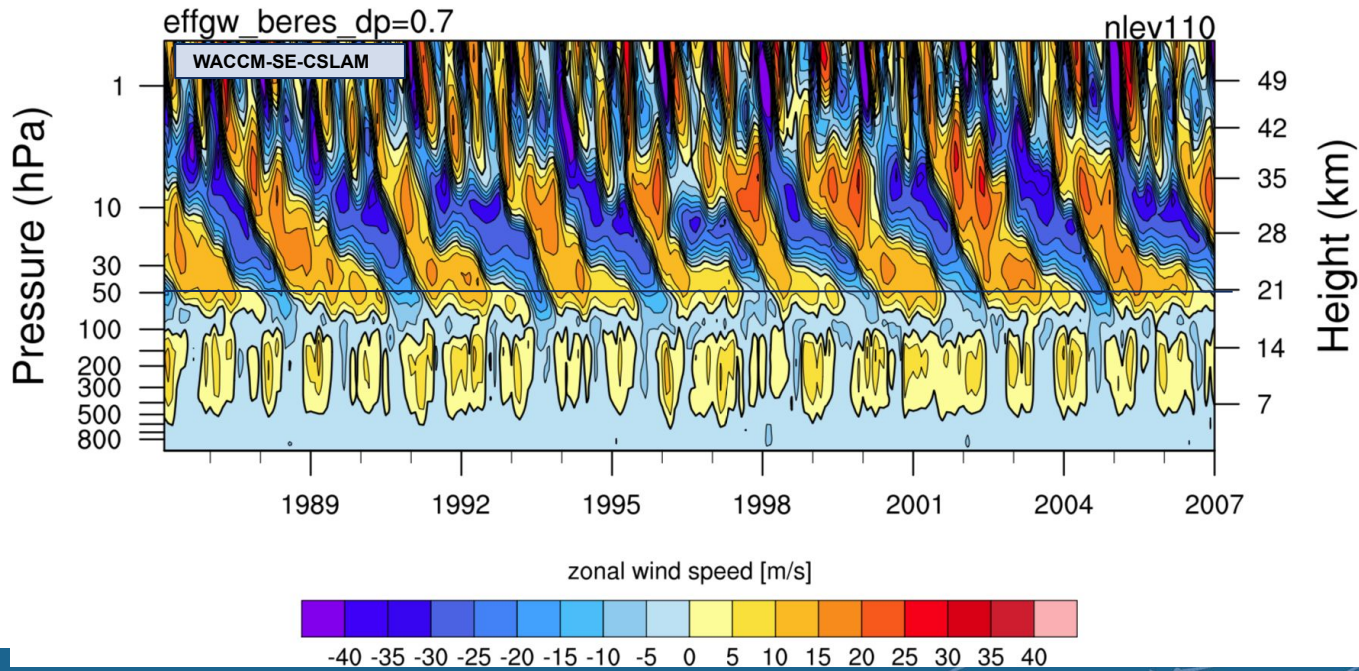 effgw_beres_dp=0.7
nlev110
WACCM-SE-CSLAM
Pressure (hPa)
1
10
30
50
100
200
300
500
800
49
42
35
28
21
14
7
Height (km)
1989 1992 1995 1998 2001 2004 2007
zonal wind speed [m/s]
-40 -35 -30 -25 -20 -15 -10 -5 0 5 10 15 20 25 30 35 40